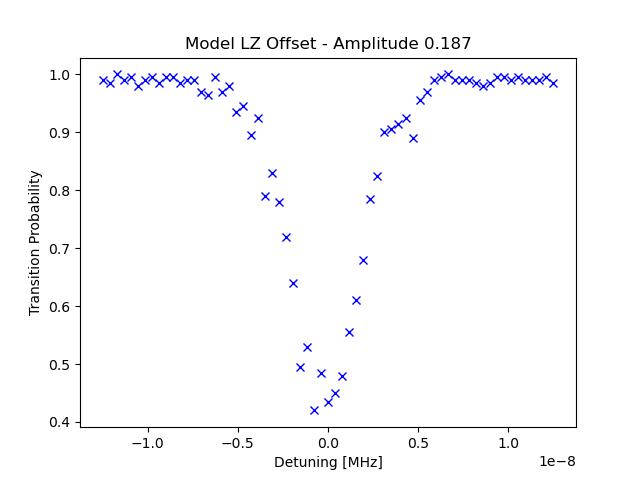 Model LZ Offset - Amplitude 0.187
1.0
0.9
0.8
0.7
0.6
0.5
0.4
Transition Probability
−1.0 −0.5 0.0 0.5 1.0
Detuning [MHz]
1e−8